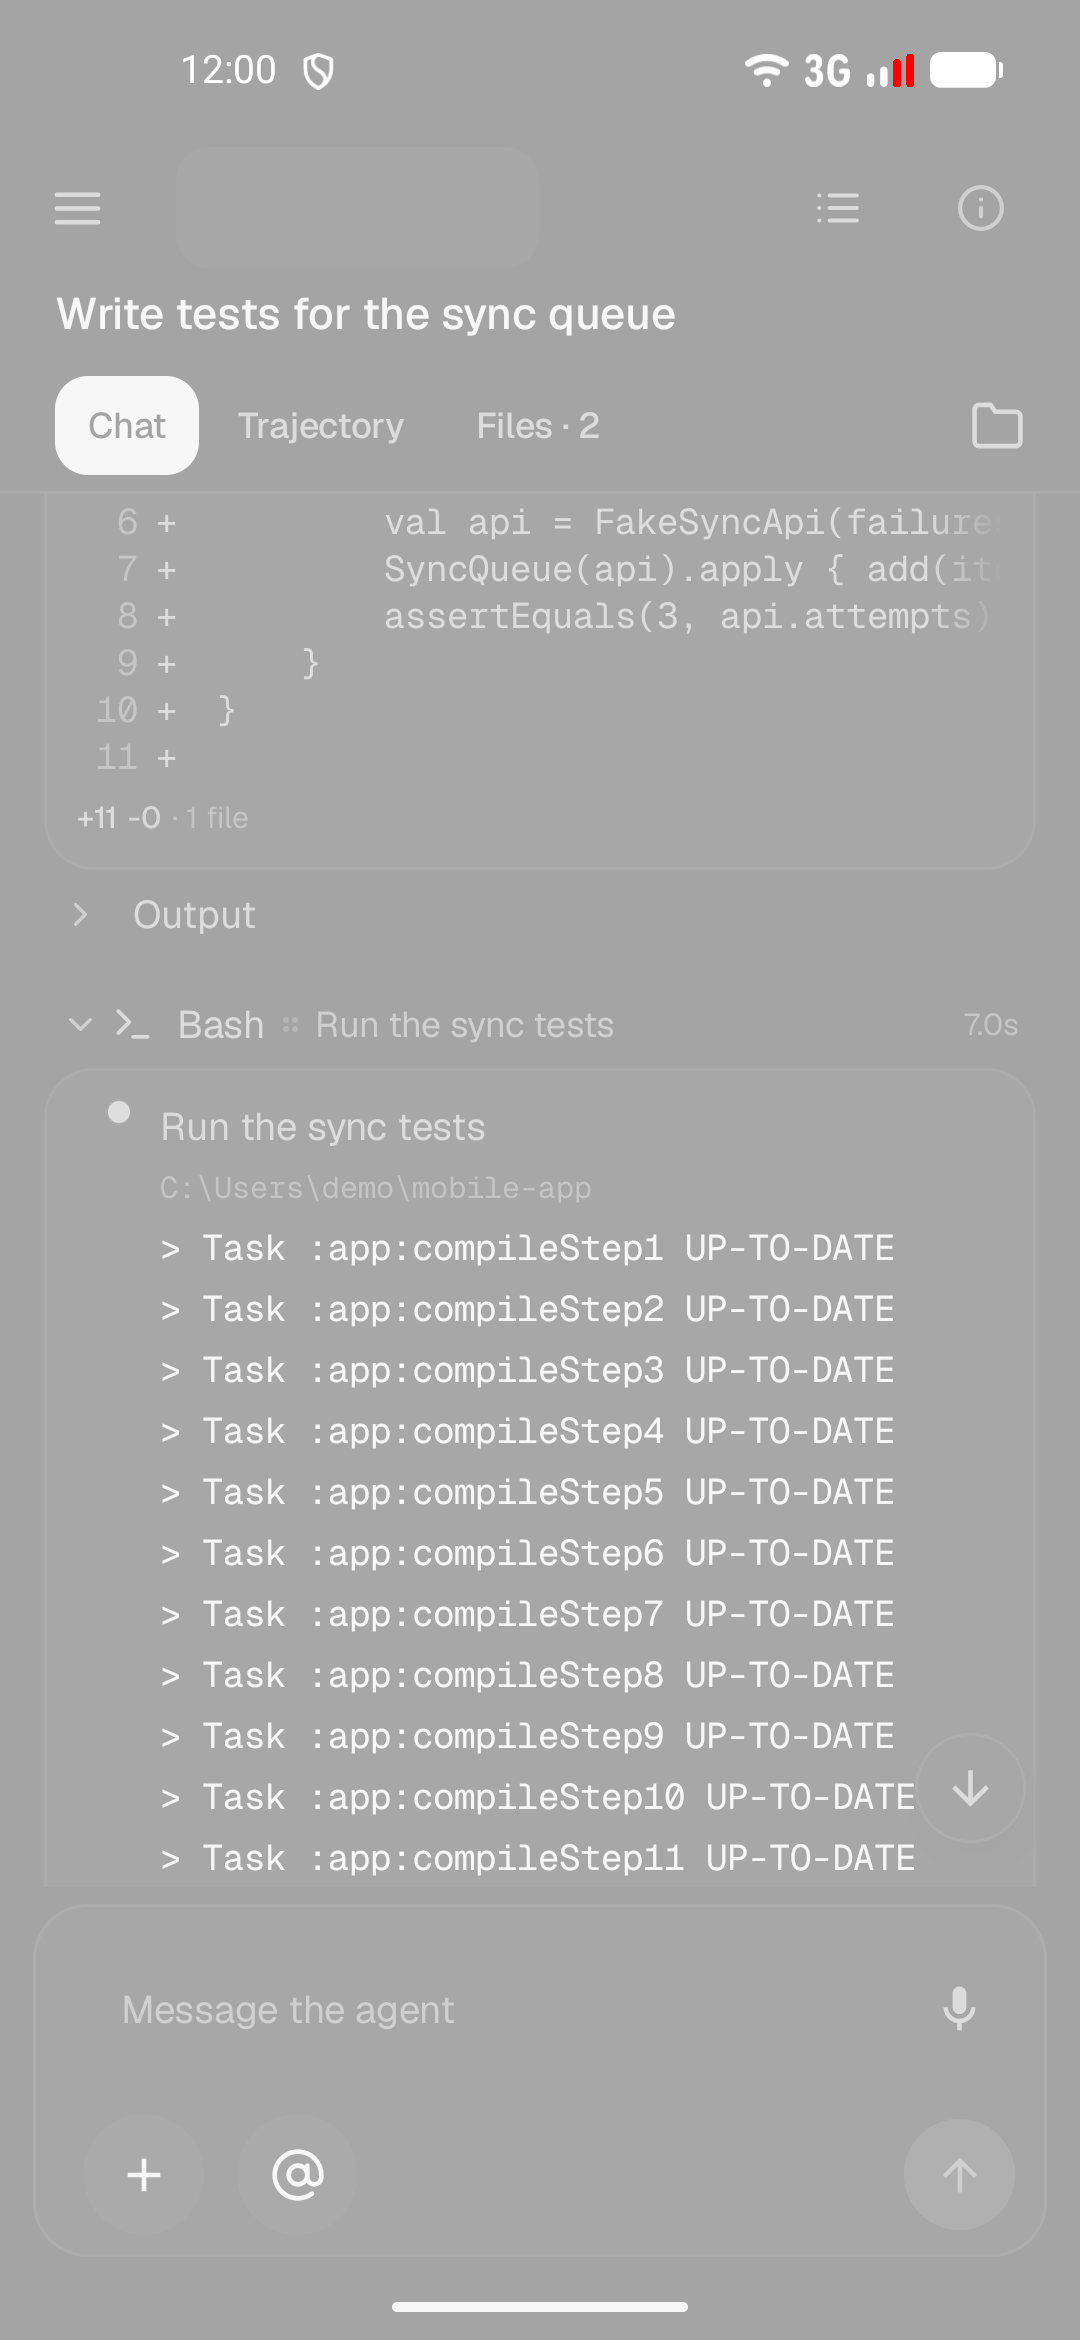 12:00
3G
Write tests for the sync queue
Chat
Trajectory
Files · 2
6 + val api = FakeSyncApi(failures
7 + SyncQueue(api).apply { add(ite
8 + assertEquals(3, api.attempts)
9 + }
10 + }
11 +
+11 -0 · 1 file
Output
Bash
Run the sync tests
7.0s
Run the sync tests
C:\Users\demo\mobile-app
> Task :app:compileStep1 UP-TO-DATE
> Task :app:compileStep2 UP-TO-DATE
> Task :app:compileStep3 UP-TO-DATE
> Task :app:compileStep4 UP-TO-DATE
> Task :app:compileStep5 UP-TO-DATE
> Task :app:compileStep6 UP-TO-DATE
> Task :app:compileStep7 UP-TO-DATE
> Task :app:compileStep8 UP-TO-DATE
> Task :app:compileStep9 UP-TO-DATE
> Task :app:compileStep10 UP-TO-DATE
> Task :app:compileStep11 UP-TO-DATE
Message the agent